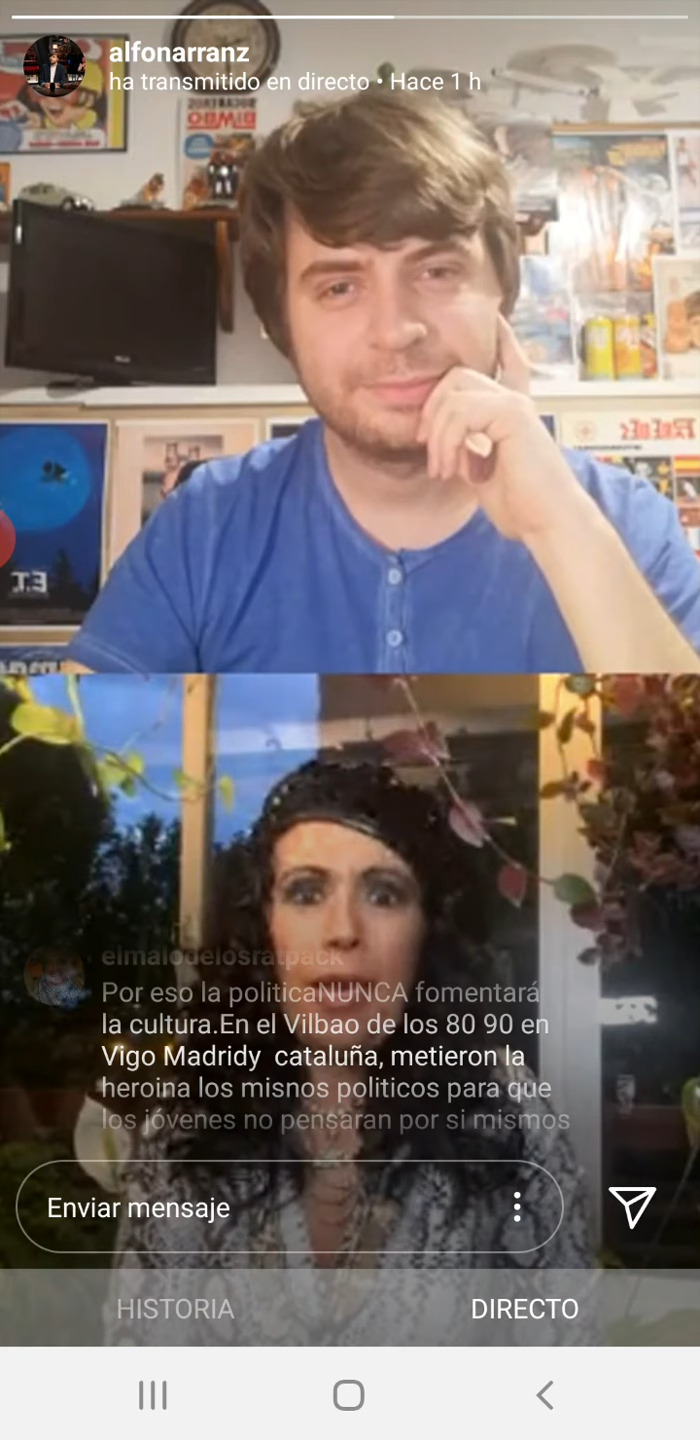 alfonarranz
ha transmitido en directo • Hace 1 h
BOCADITOS
BIMBO
E.T.
elmalodelosratpack
Por eso la politicaNUNCA fomentará
la cultura.En el Vilbao de los 80 90 en
Vigo Madridy cataluña, metieron la
heroina los misnos politicos para que
los jóvenes no pensaran por si mismos
Enviar mensaje
HISTORIA
DIRECTO